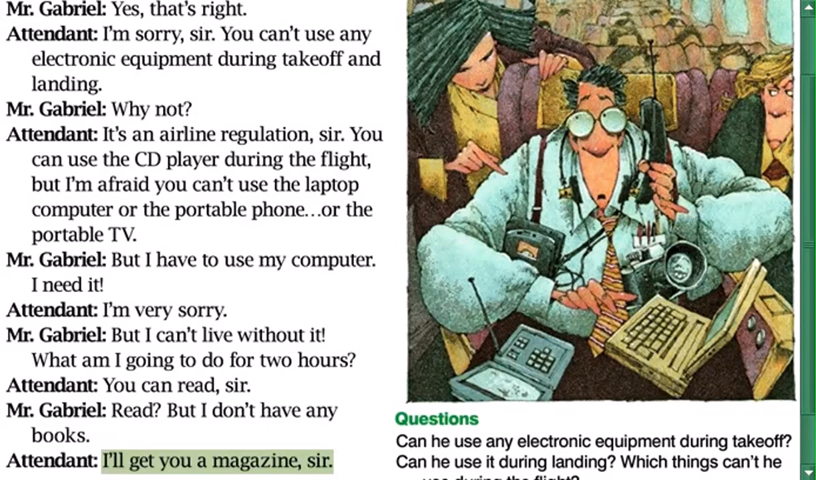 Mr. Gabriel: Yes, that's right.
Attendant: I'm sorry, sir. You can't use any
electronic equipment during takeoff and
landing.
Mr. Gabriel: Why not?
Attendant: It's an airline regulation, sir. You
can use the CD player during the flight,
but I'm afraid you can't use the laptop
computer or the portable phone…or the
portable TV.
Mr. Gabriel: But I have to use my computer.
I need it!
Attendant: I'm very sorry.
Mr. Gabriel: But I can't live without it!
What am I going to do for two hours?
Attendant: You can read, sir.
Mr. Gabriel: Read? But I don't have any
books.
Attendant: I'll get you a magazine, sir.
Questions
Can he use any electronic equipment during takeoff?
Can he use it during landing? Which things can't he
use during the flight?